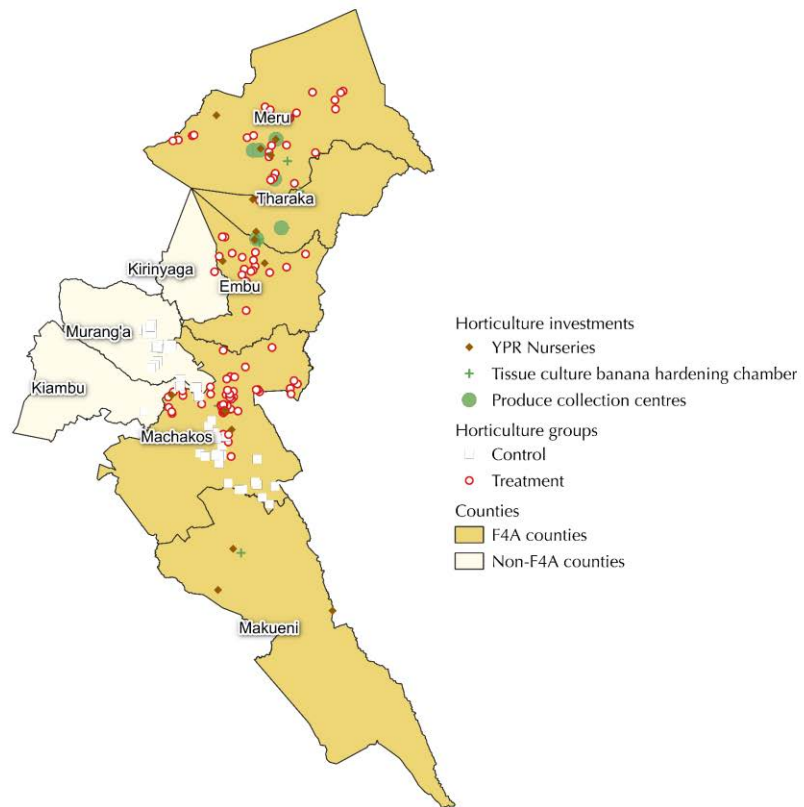 Meru
Tharaka
Kirinyaga
Embu
Murang'a
Kiambu
Machakos
Makueni
Horticulture investments
YPR Nurseries
Tissue culture banana hardening chamber
Produce collection centres
Horticulture groups
Control
Treatment
Counties
F4A counties
Non-F4A counties